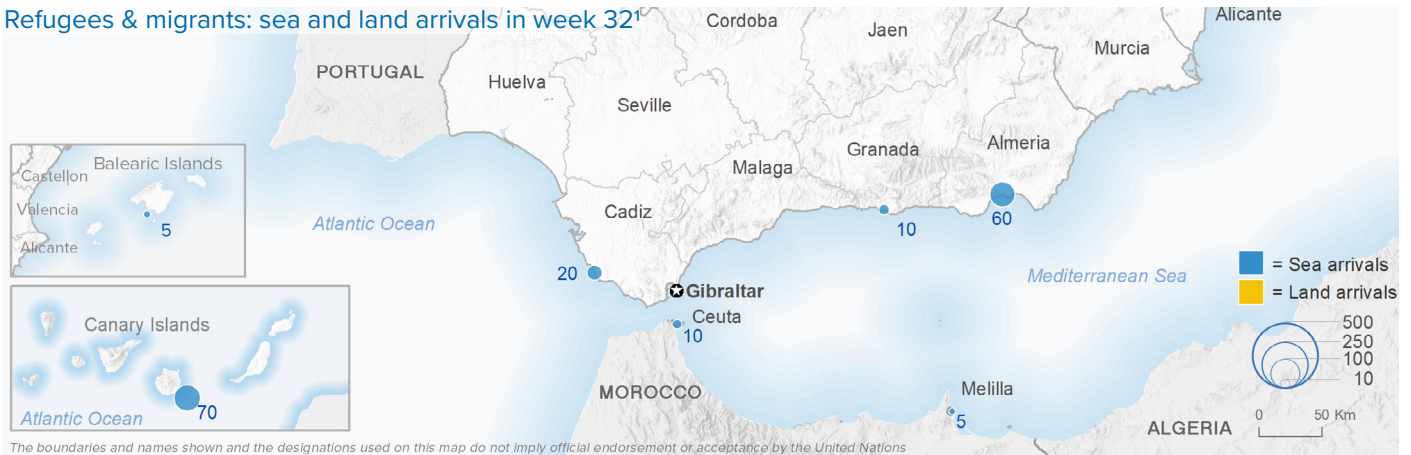 Refugees & migrants: sea and land arrivals in week 32¹
Cordoba
Jaen
Alicante
Murcia
PORTUGAL
Huelva
Seville
Almeria
Granada
Malaga
Balearic Islands
Castellon
Valencia
Alicante
5
Cadiz
Atlantic Ocean
10
60
20
Mediterranean Sea
Gibraltar
Ceuta
10
= Sea arrivals
= Land arrivals
500
250
100
10
0 50 Km
Canary Islands
70
Atlantic Ocean
MOROCCO
Melilla
5
ALGERIA
The boundaries and names shown and the designations used on this map do not imply official endorsement or acceptance by the United Nations